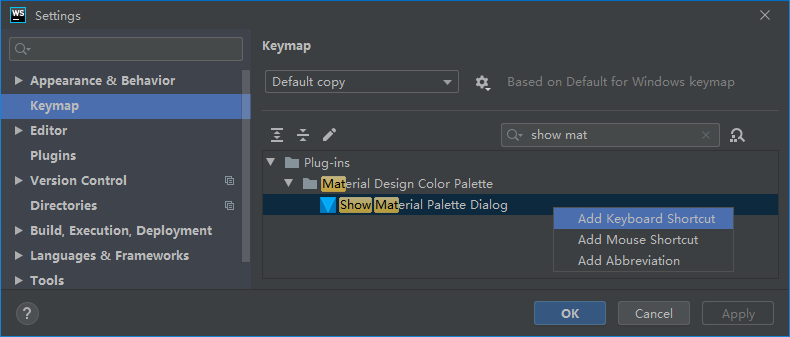 WS Settings
Keymap
Default copy
Based on Default for Windows keymap
Appearance & Behavior
Keymap
Editor
Plugins
Version Control
Directories
Build, Execution, Deployment
Languages & Frameworks
Tools
show mat
Plug-ins
Material Design Color Palette
Show Material Palette Dialog
Add Keyboard Shortcut
Add Mouse Shortcut
Add Abbreviation
?
OK
Cancel
Apply